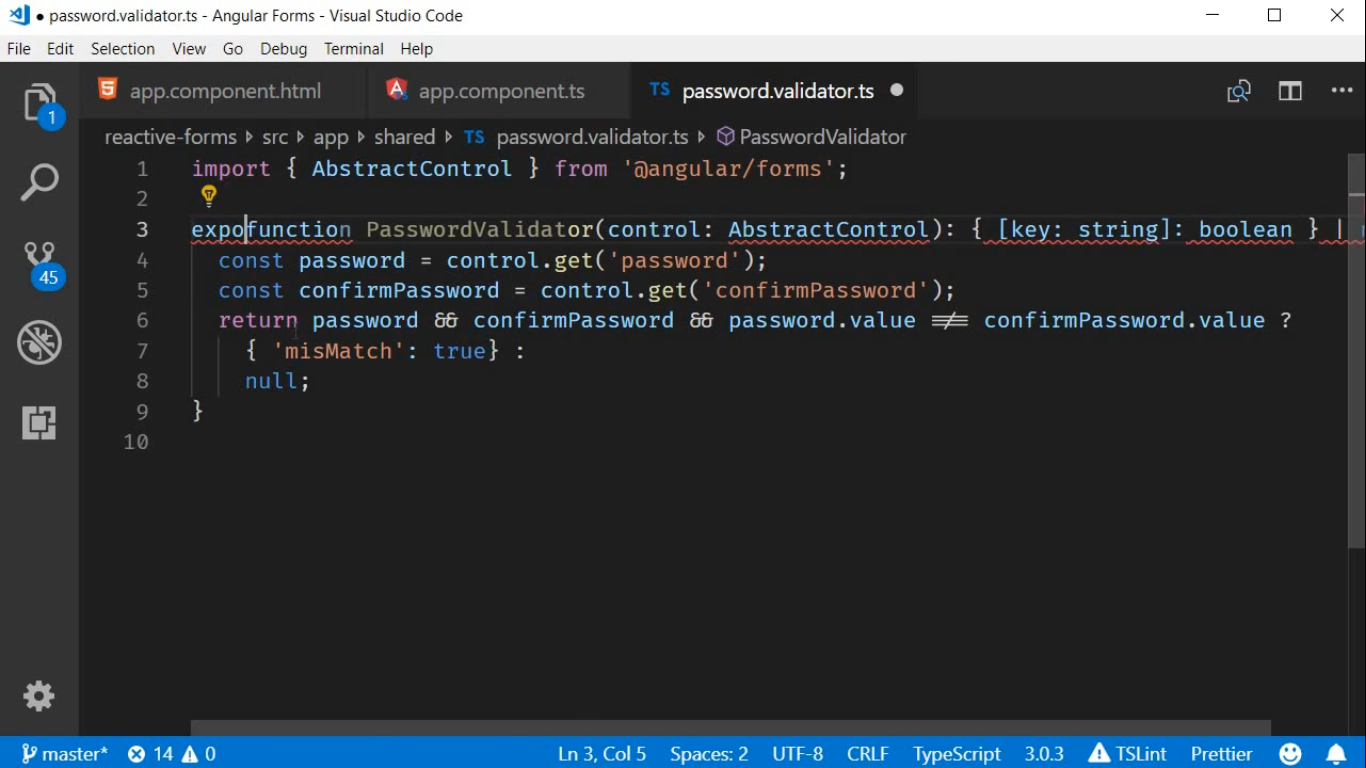 password.validator.ts - Angular Forms - Visual Studio Code
File Edit Selection View Go Debug Terminal Help
app.component.html app.component.ts TS password.validator.ts
reactive-forms src app shared TS password.validator.ts PasswordValidator
1 import { AbstractControl } from '@angular/forms';
2
3 expofunction PasswordValidator(control: AbstractControl): { [key: string]: boolean } |
4 const password = control.get('password');
5 const confirmPassword = control.get('confirmPassword');
6 return password && confirmPassword && password.value !== confirmPassword.value ?
7 { 'misMatch': true} :
8 null;
9 }
10
1
45
master* 14 0 Ln 3, Col 5 Spaces: 2 UTF-8 CRLF TypeScript 3.0.3 TSLint Prettier